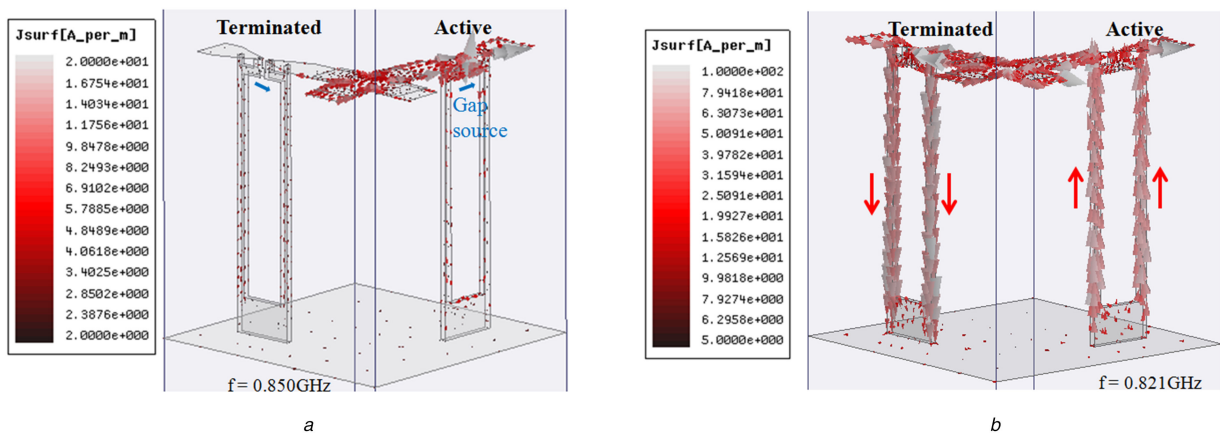 Jsurf[A_per_m]
2.0000e+001
1.6754e+001
1.4034e+001
1.1756e+001
9.8478e+000
8.2493e+000
6.9102e+000
5.7885e+000
4.8489e+000
4.0618e+000
3.4025e+000
2.8502e+000
2.3876e+000
2.0000e+000
Terminated
Active
Gap
source
f = 0.850GHz
a
Jsurf[A_per_m]
1.0000e+002
7.9418e+001
6.3073e+001
5.0091e+001
3.9782e+001
3.1594e+001
2.5091e+001
1.9927e+001
1.5826e+001
1.2569e+001
9.9818e+000
7.9274e+000
6.2958e+000
5.0000e+000
Terminated
Active
f = 0.821GHz
b